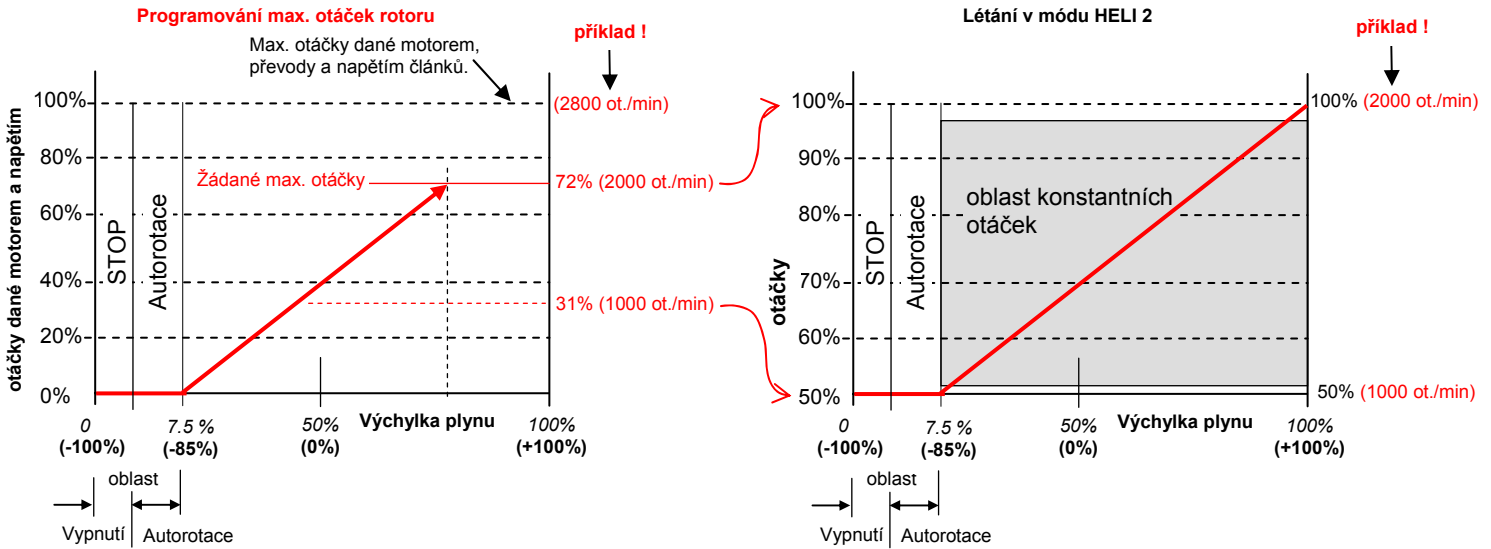 Programování max. otáček rotoru
Max. otáčky dané motorem,
převody a napětím článků.
příklad !
otáčky dané motorem a napětím
100%
80%
60%
40%
20%
0%
(2800 ot./min)
72% (2000 ot./min)
31% (1000 ot./min)
Žádané max. otáčky
STOP
Autorotace
0
(-100%)
7.5 %
(-85%)
50%
(0%)
Výchylka plynu
100%
(+100%)
oblast
Vypnutí
Autorotace
Létání v módu HELI 2
příklad !
otáčky
100%
90%
80%
70%
60%
50%
100% (2000 ot./min)
50% (1000 ot./min)
oblast konstantních
otáček
STOP
Autorotace
0
(-100%)
7.5 %
(-85%)
50%
(0%)
Výchylka plynu
100%
(+100%)
oblast
Vypnutí
Autorotace